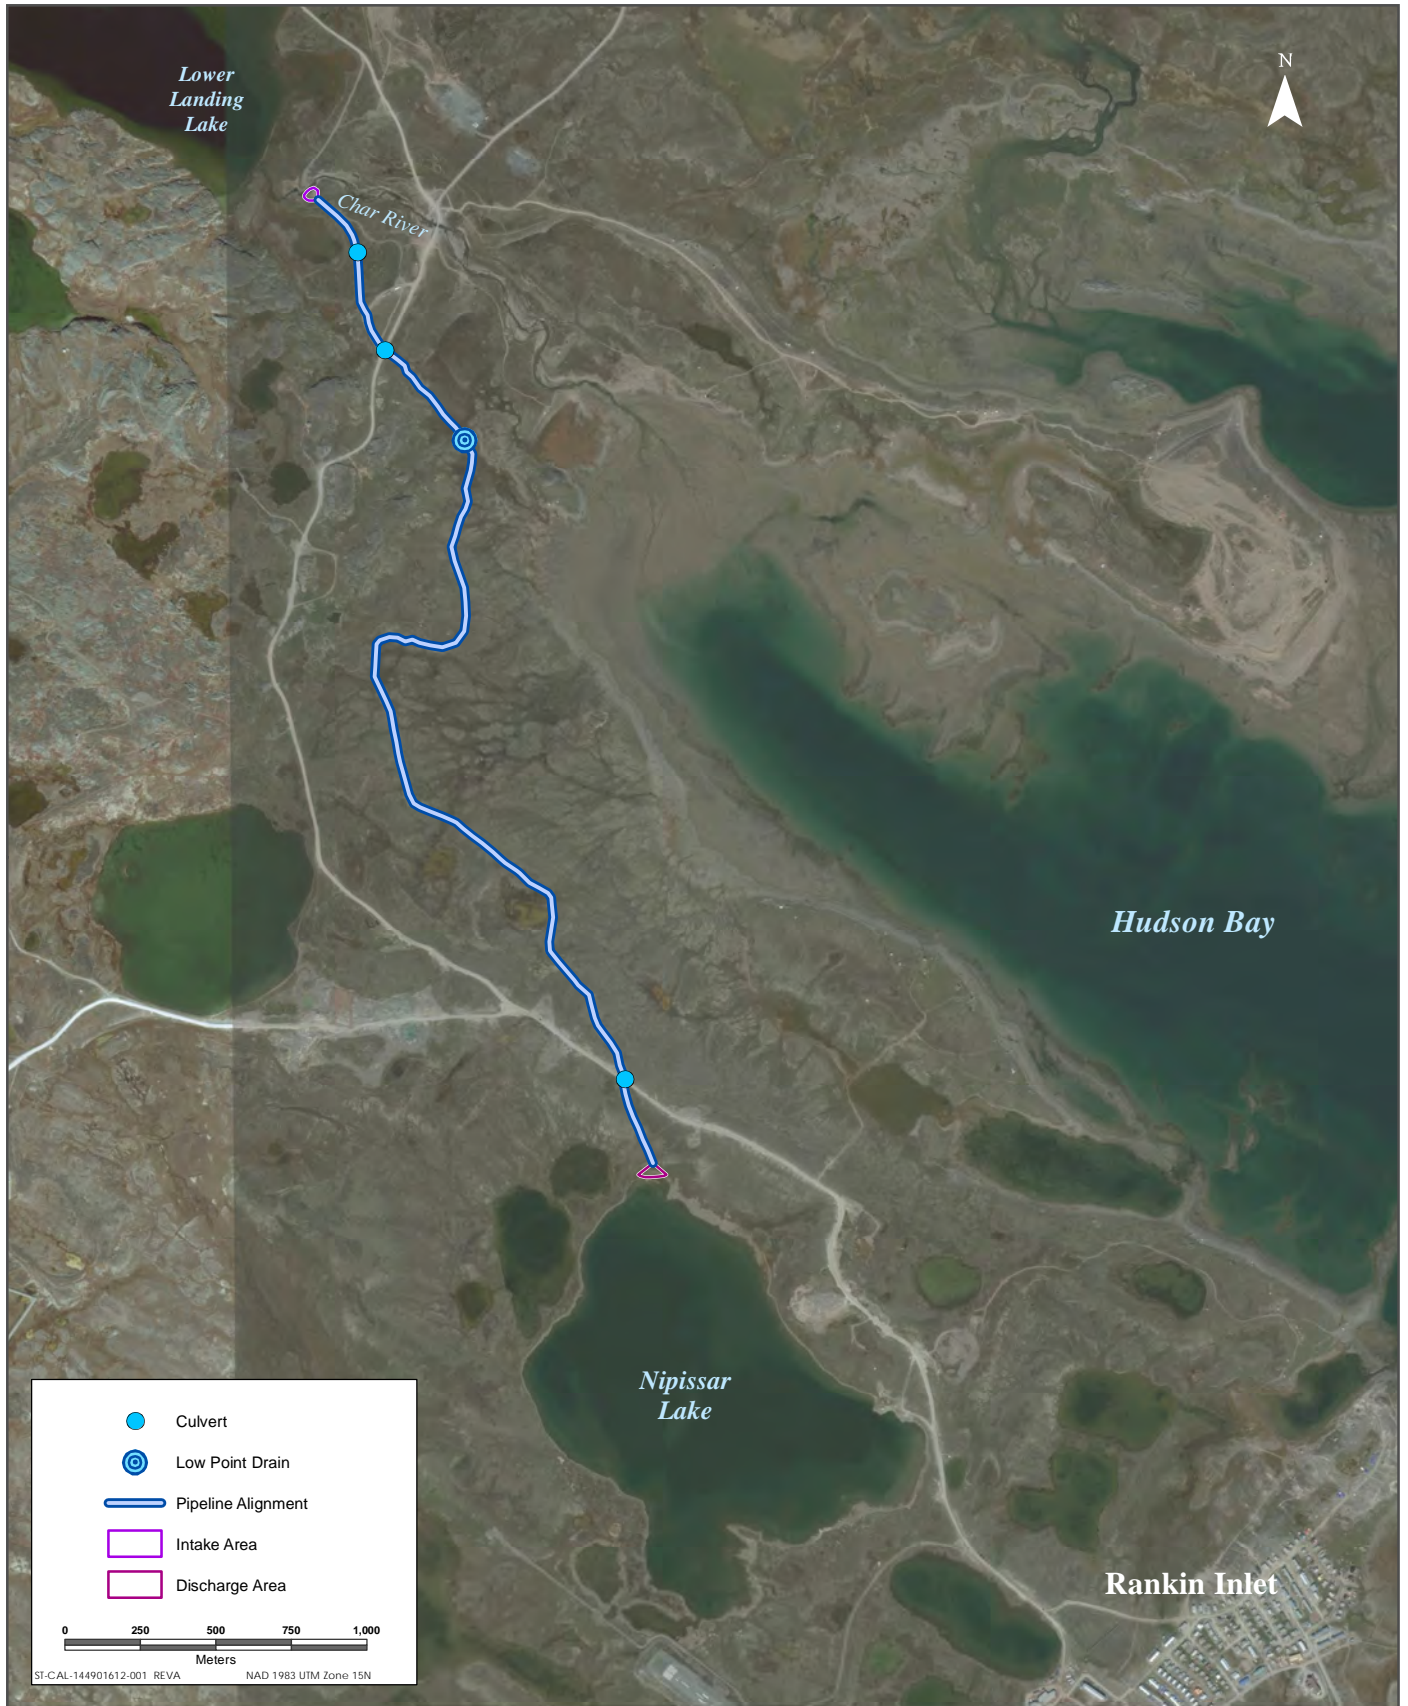 N
Lower
Landing
Lake
Char River
Hudson Bay
Nipissar
Lake
Rankin Inlet
Culvert
Low Point Drain
Pipeline Alignment
Intake Area
Discharge Area
0 250 500 750 1,000
Meters
ST-CAL-144901612-001 REVA NAD 1983 UTM Zone 15N